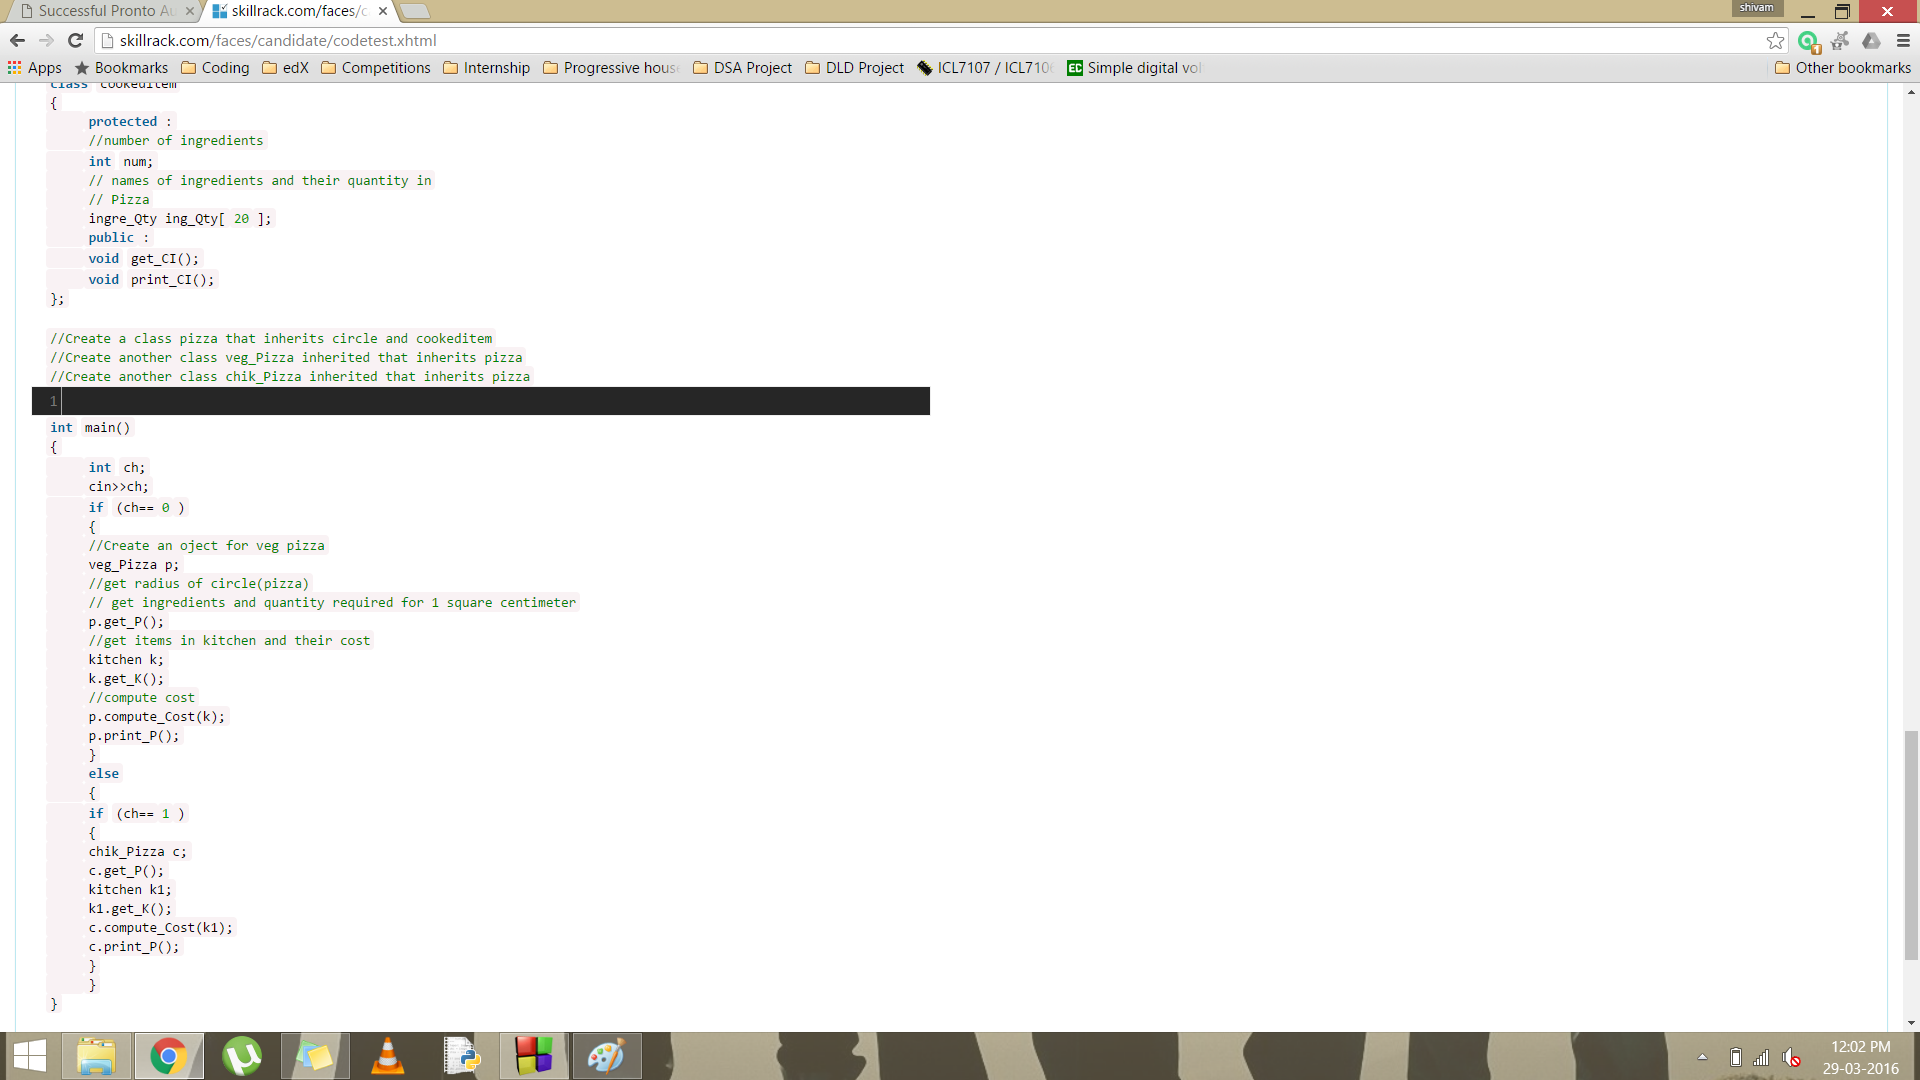 Successful Pronto Au
skillrack.com/faces/c
shivam
skillrack.com/faces/candidate/codetest.xhtml
Apps Bookmarks Coding edX Competitions Internship Progressive hous DSA Project DLD Project ICL7107 / ICL710 EC Simple digital vol Other bookmarks
class cookeditem
{
protected :
//number of ingredients
int num;
// names of ingredients and their quantity in
// Pizza
ingre_Qty ing_Qty[ 20 ];
public :
void get_CI();
void print_CI();
};
//Create a class pizza that inherits circle and cookeditem
//Create another class veg_Pizza inherited that inherits pizza
//Create another class chik_Pizza inherited that inherits pizza
1
int main()
{
int ch;
cin>>ch;
if (ch== 0 )
{
//Create an oject for veg pizza
veg_Pizza p;
//get radius of circle(pizza)
// get ingredients and quantity required for 1 square centimeter
p.get_P();
//get items in kitchen and their cost
kitchen k;
k.get_K();
//compute cost
p.compute_Cost(k);
p.print_P();
}
else
{
if (ch== 1 )
{
chik_Pizza c;
c.get_P();
kitchen k1;
k1.get_K();
c.compute_Cost(k1);
c.print_P();
}
}
}
12:02 PM
29-03-2016